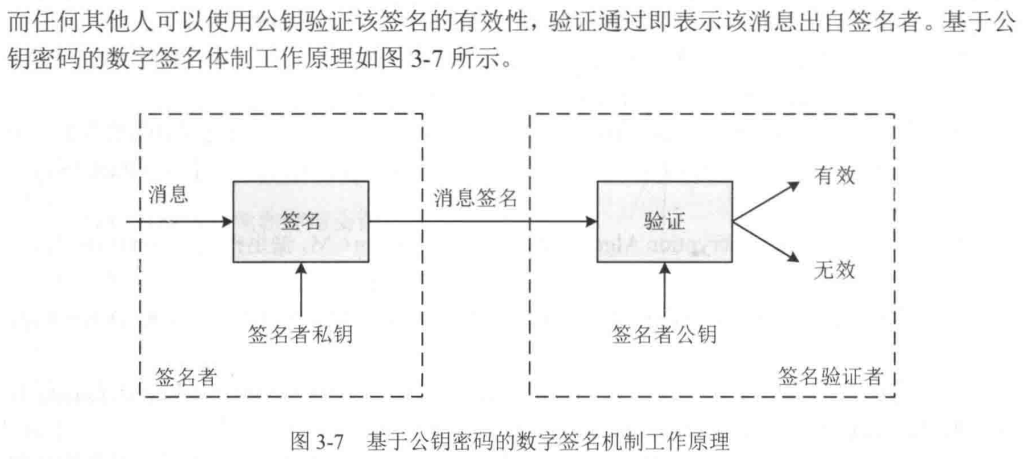 而任何其他人可以使用公钥验证该签名的有效性，验证通过即表示该消息出自签名者。基于公
钥密码的数字签名体制工作原理如图 3-7 所示。
消息
签名
消息签名
验证
有效
无效
签名者私钥
签名者公钥
签名者
签名验证者
图 3-7 基于公钥密码的数字签名机制工作原理